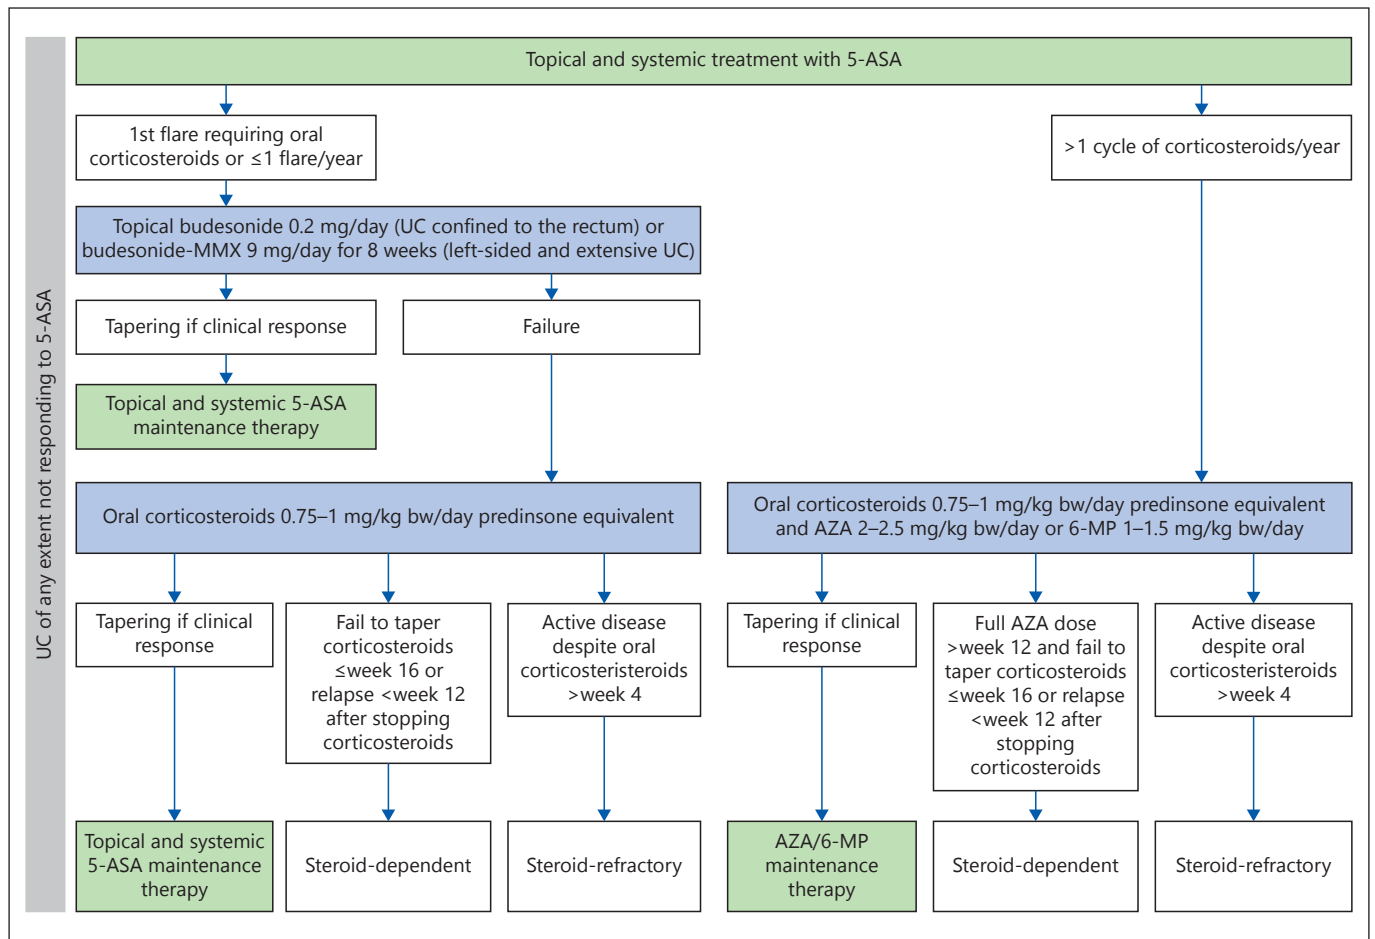 UC of any extent not responding to 5-ASA
Topical and systemic treatment with 5-ASA
1st flare requiring oral
corticosteroids or ≤1 flare/year
>1 cycle of corticosteroids/year
Topical budesonide 0.2 mg/day (UC confined to the rectum) or
budesonide-MMX 9 mg/day for 8 weeks (left-sided and extensive UC)
Tapering if clinical response
Failure
Topical and systemic 5-ASA
maintenance therapy
Oral corticosteroids 0.75–1 mg/kg bw/day predinsone equivalent
Oral corticosteroids 0.75–1 mg/kg bw/day predinsone equivalent
and AZA 2–2.5 mg/kg bw/day or 6-MP 1–1.5 mg/kg bw/day
Tapering if clinical
response
Fail to taper
corticosteroids
≤week 16 or
relapse <week 12
after stopping
corticosteroids
Active disease
despite oral
corticosteristeroids
>week 4
Tapering if clinical
response
Full AZA dose
>week 12 and fail to
taper corticosteroids
≤week 16 or relapse
<week 12 after
stopping
corticosteroids
Active disease
despite oral
corticosteristeroids
>week 4
Topical and systemic
5-ASA maintenance
therapy
Steroid-dependent
Steroid-refractory
AZA/6-MP
maintenance
therapy
Steroid-dependent
Steroid-refractory